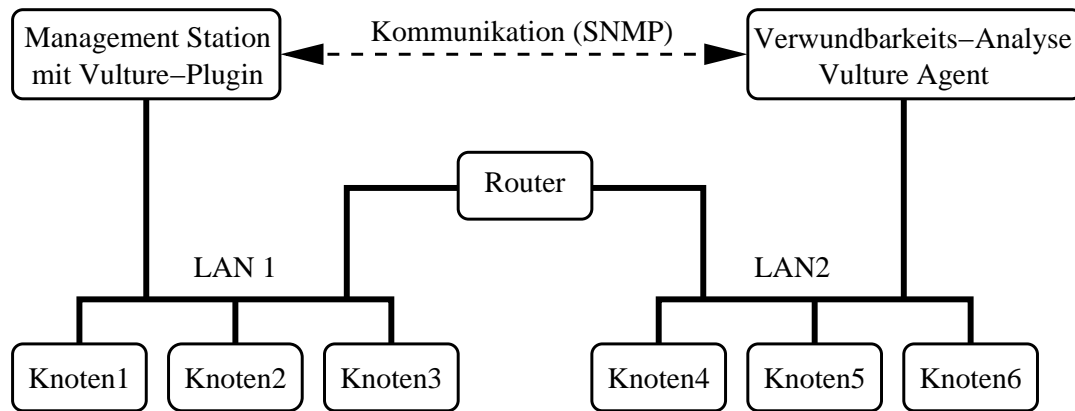 Management Station
mit Vulture–Plugin
Kommunikation (SNMP)
Verwundbarkeits–Analyse
Vulture Agent
Router
LAN 1
LAN2
Knoten1
Knoten2
Knoten3
Knoten4
Knoten5
Knoten6